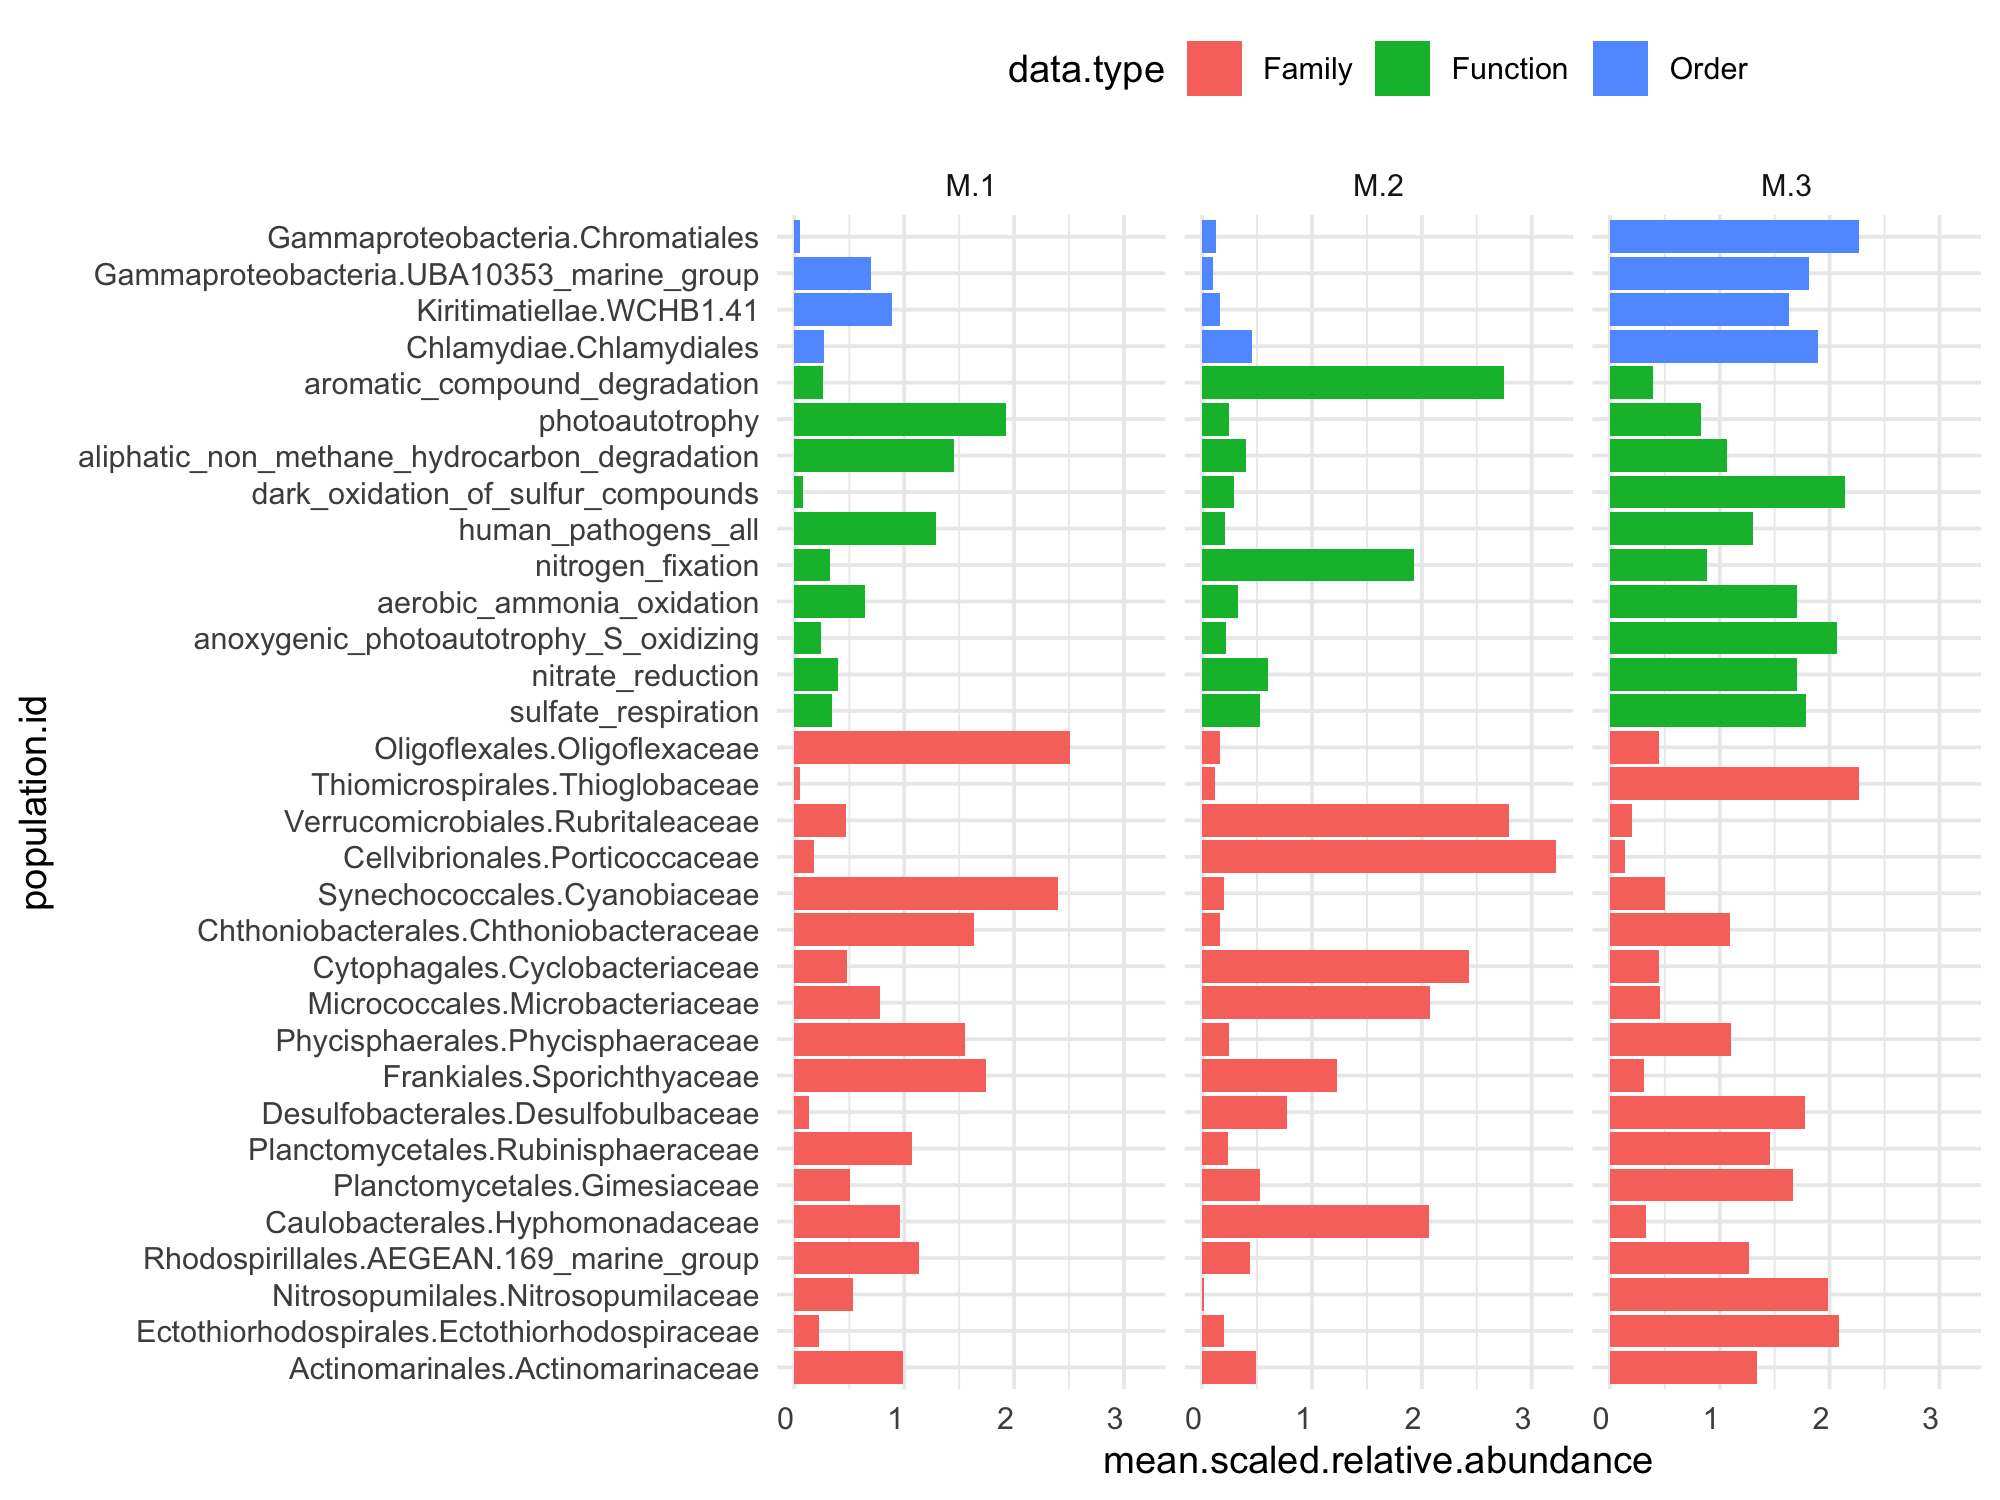 data.type Family Function Order
M.1 M.2 M.3
Gammaproteobacteria.Chromatiales
Gammaproteobacteria.UBA10353_marine_group
Kiritimatiellae.WCHB1.41
Chlamydiae.Chlamydiales
aromatic_compound_degradation
photoautotrophy
aliphatic_non_methane_hydrocarbon_degradation
dark_oxidation_of_sulfur_compounds
human_pathogens_all
nitrogen_fixation
aerobic_ammonia_oxidation
anoxygenic_photoautotrophy_S_oxidizing
nitrate_reduction
sulfate_respiration
Oligoflexales.Oligoflexaceae
Thiomicrospirales.Thioglobaceae
Verrucomicrobiales.Rubritaleaceae
Cellvibrionales.Porticoccaceae
Synechococcales.Cyanobiaceae
Chthoniobacterales.Chthoniobacteraceae
Cytophagales.Cyclobacteriaceae
Micrococcales.Microbacteriaceae
Phycisphaerales.Phycisphaeraceae
Frankiales.Sporichthyaceae
Desulfobacterales.Desulfobulbaceae
Planctomycetales.Rubinisphaeraceae
Planctomycetales.Gimesiaceae
Caulobacterales.Hyphomonadaceae
Rhodospirillales.AEGEAN.169_marine_group
Nitrosopumilales.Nitrosopumilaceae
Ectothiorhodospirales.Ectothiorhodospiraceae
Actinomarinales.Actinomarinaceae
population.id
0 1 2 3 0 1 2 3 0 1 2 3
mean.scaled.relative.abundance